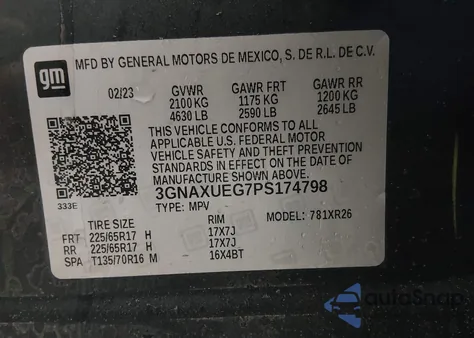 gm
MFD BY GENERAL MOTORS DE MEXICO, S. DE R.L. DE C.V.
02/23 GVWR GAWR FRT GAWR RR
2100 KG 1175 KG 1200 KG
4630 LB 2590 LB 2645 LB
THIS VEHICLE CONFORMS TO ALL
APPLICABLE U.S. FEDERAL MOTOR
VEHICLE SAFETY AND THEFT PREVENTION
STANDARDS IN EFFECT ON THE DATE OF
MANUFACTURE SHOWN ABOVE.
333E
3GNAXUEG7PS174798
TYPE: MPV MODEL: 781XR26
TIRE SIZE RIM
FRT 225/65R17 H 17X7J
RR 225/65R17 H 17X7J
SPA T135/70R16 M 16X4BT
autoSnap